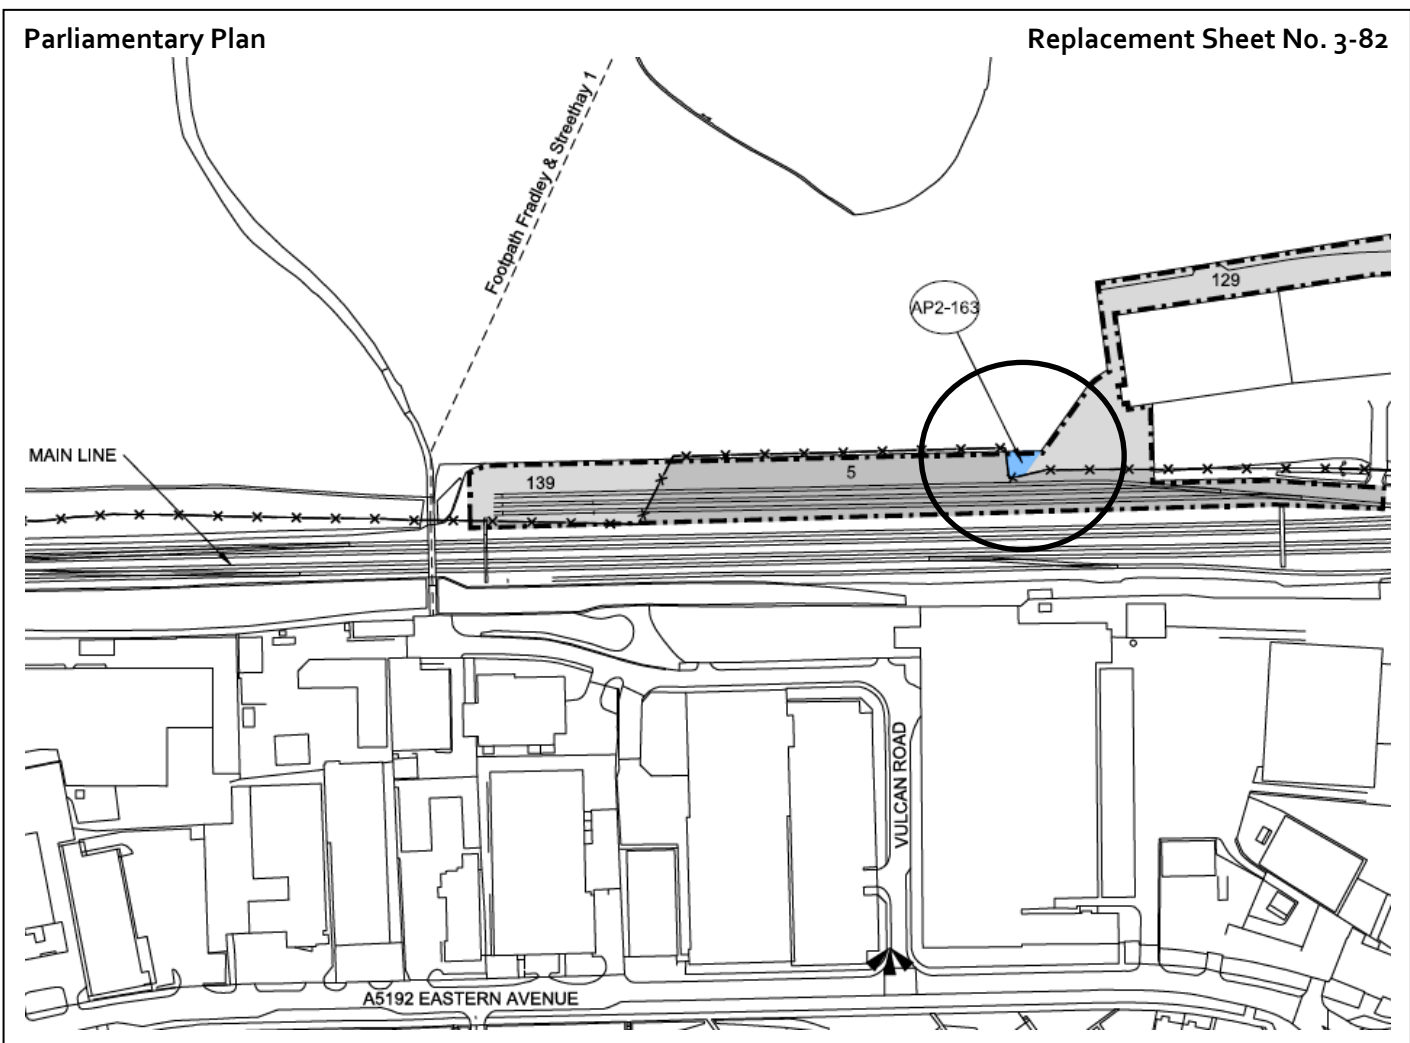 Parliamentary Plan
Replacement Sheet No. 3-82
Footpath Fradley & Streethay 1
129
AP2-163
MAIN LINE
139
5
5
VULCAN ROAD
A5192 EASTERN AVENUE